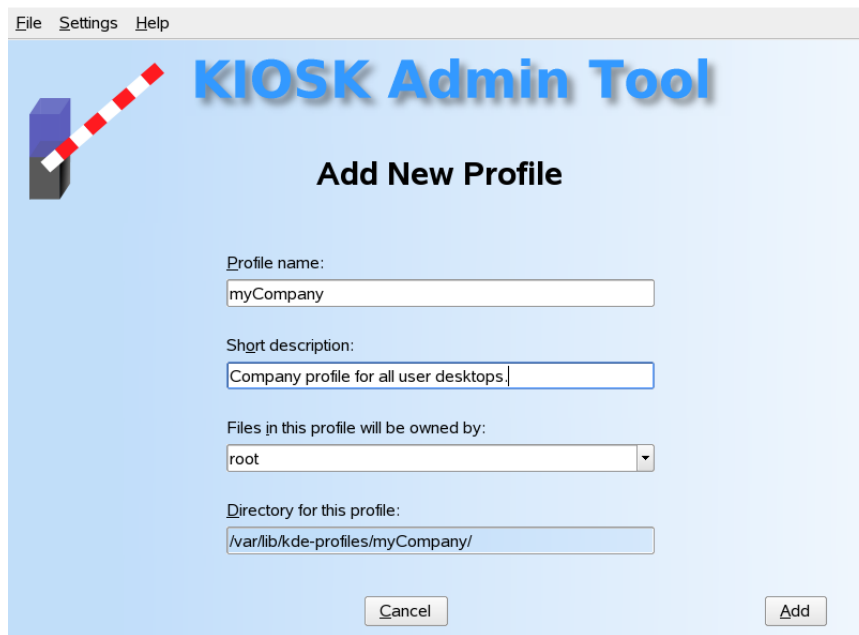 File Settings Help
KIOSK Admin Tool
Add New Profile
Profile name:
myCompany
Short description:
Company profile for all user desktops.
Files in this profile will be owned by:
root
Directory for this profile:
/var/lib/kde-profiles/myCompany/
Cancel Add